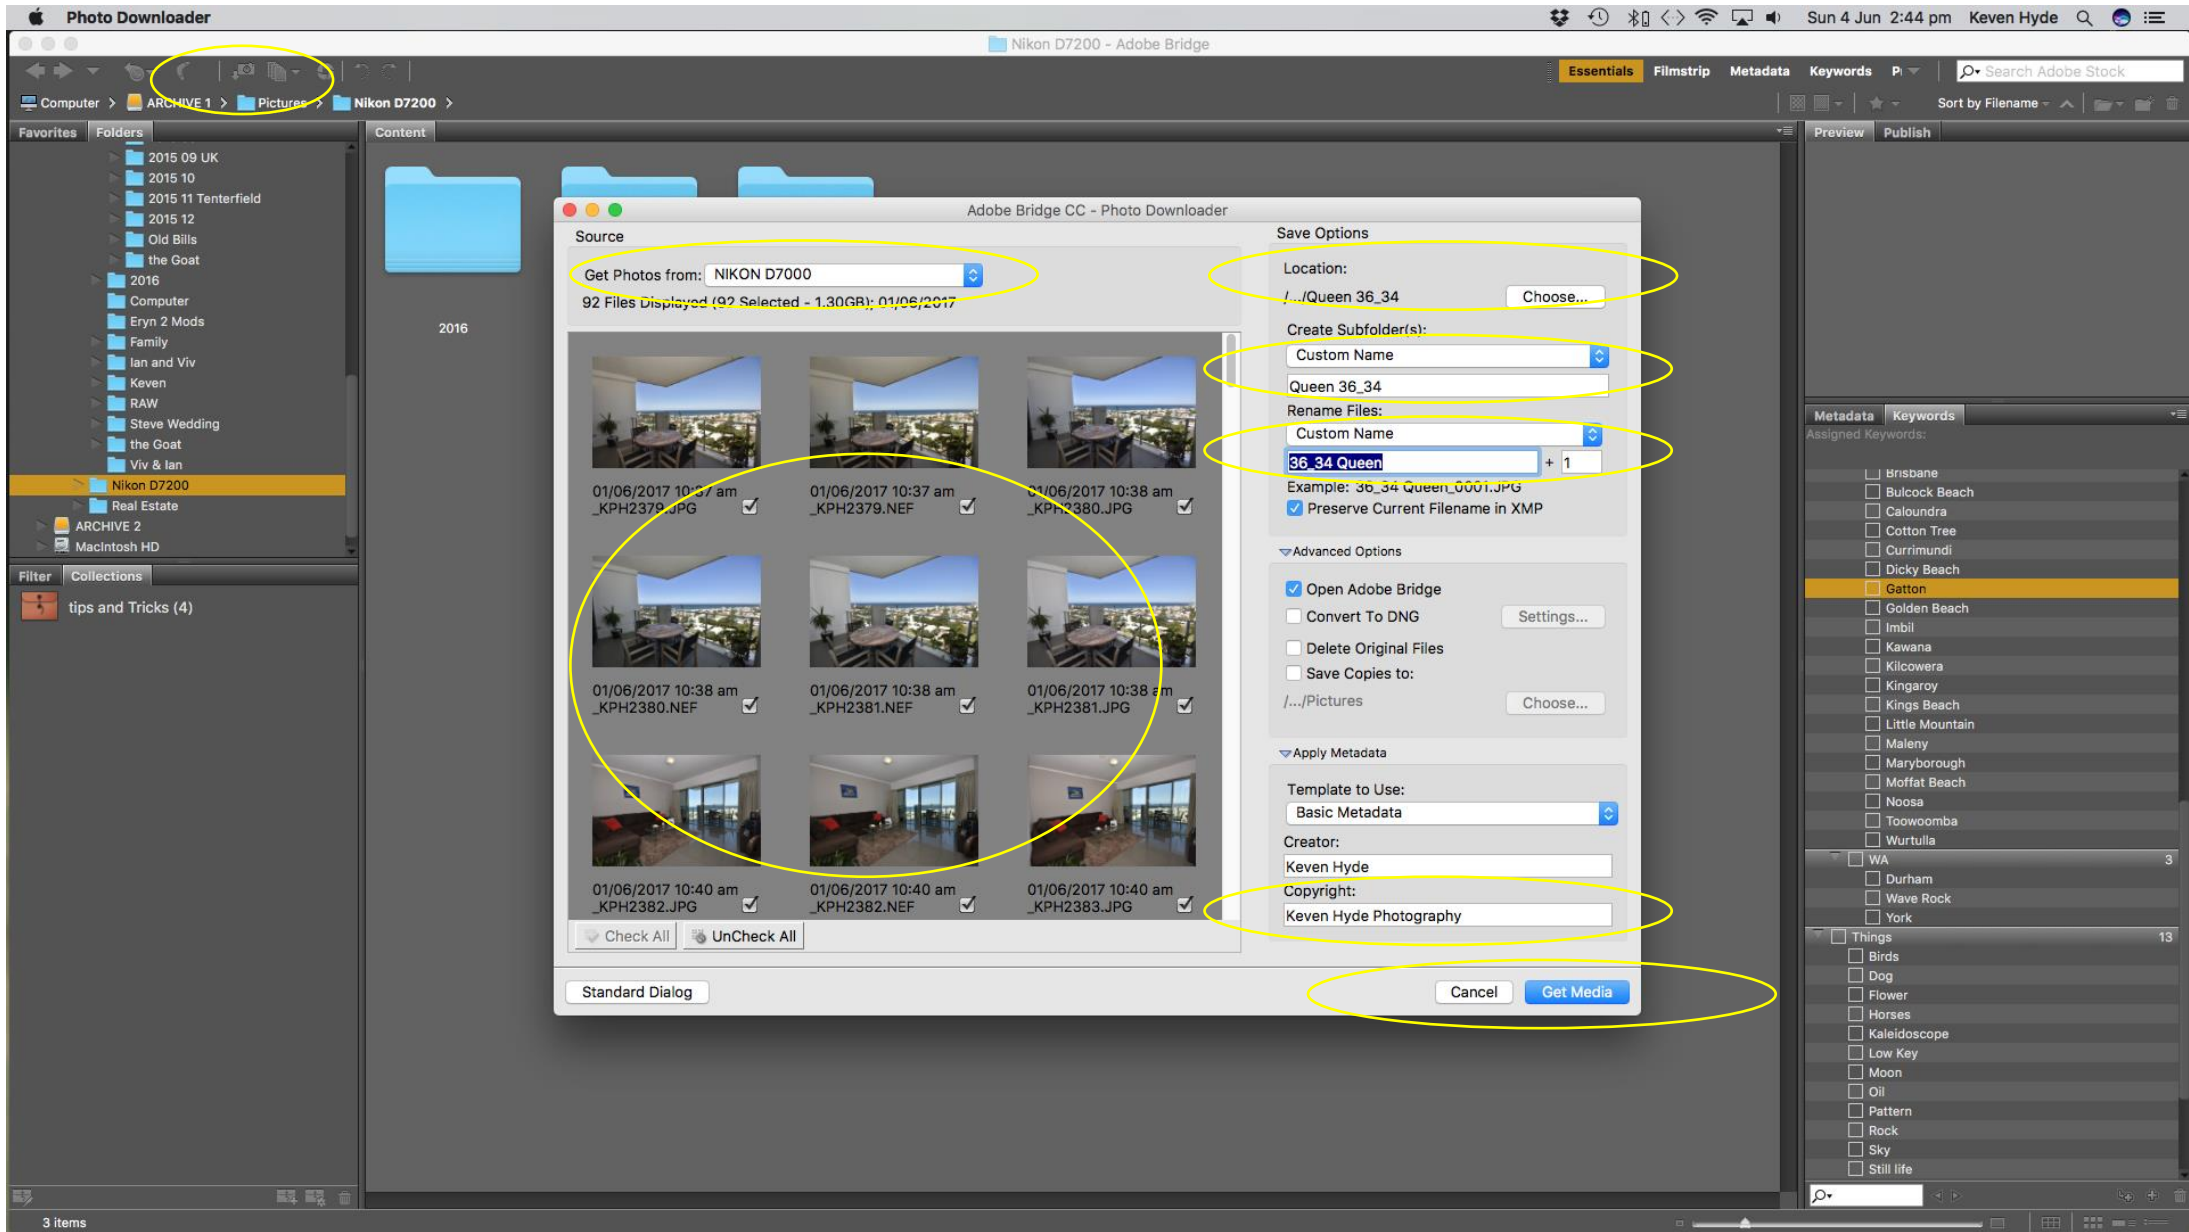 Photo Downloader
Sun 4 Jun 2:44 pm Keven Hyde
Nikon D7200 - Adobe Bridge
Essentials Filmstrip Metadata Keywords
Search Adobe Stock
Computer > ARCHIVE 1 > Pictures > Nikon D7200 >
Sort by Filename
Favorites Folders
Content
Preview Publish
2015 09 UK
2015 10
2015 11 Tenterfield
2015 12
Old Bills
the Goat
2016
Computer
Eryn 2 Mods
Family
Ian and Viv
Keven
RAW
Steve Wedding
the Goat
Viv & Ian
Nikon D7200
Real Estate
ARCHIVE 2
Macintosh HD
Filter Collections
tips and Tricks (4)
3 items
2016
Adobe Bridge CC - Photo Downloader
Source
Get Photos from: NIKON D7000
92 Files Displayed (92 Selected - 1.30GB); 01/06/2017
01/06/2017 10:37 am
_KPH2379.JPG
01/06/2017 10:37 am
_KPH2379.NEF
01/06/2017 10:38 am
_KPH2380.JPG
01/06/2017 10:38 am
_KPH2380.NEF
01/06/2017 10:38 am
_KPH2381.NEF
01/06/2017 10:38 am
_KPH2381.JPG
01/06/2017 10:40 am
_KPH2382.JPG
01/06/2017 10:40 am
_KPH2382.NEF
01/06/2017 10:40 am
_KPH2383.JPG
Check All UnCheck All
Standard Dialog
Save Options
Location:
/.../Queen 36_34 Choose...
Create Subfolder(s):
Custom Name
Queen 36_34
Rename Files:
Custom Name
36_34 Queen + 1
Example: 36_34 Queen_0001.JPG
Preserve Current Filename in XMP
Advanced Options
Open Adobe Bridge
Convert To DNG Settings...
Delete Original Files
Save Copies to:
/.../Pictures Choose...
Apply Metadata
Template to Use:
Basic Metadata
Creator:
Keven Hyde
Copyright:
Keven Hyde Photography
Cancel Get Media
Metadata Keywords
Assigned Keywords:
Brisbane
Bulcock Beach
Caloundra
Cotton Tree
Currimundi
Dicky Beach
Gatton
Golden Beach
Imbil
Kawana
Kilcowera
Kingaroy
Kings Beach
Little Mountain
Maleny
Maryborough
Moffat Beach
Noosa
Toowoomba
Wurtulla
WA 3
Durham
Wave Rock
York
Things 13
Birds
Dog
Flower
Horses
Kaleidoscope
Low Key
Moon
Oil
Pattern
Rock
Sky
Still life